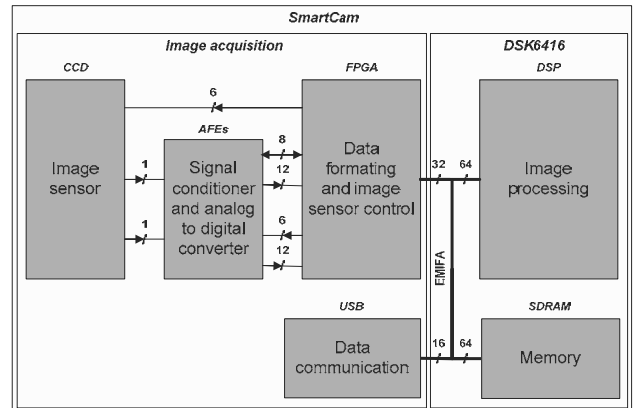 SmartCam
Image acquisition
DSK6416
CCD
FPGA
DSP
6
AFEs
Image
sensor
1
1
Signal
conditioner
and analog
to digital
converter
8
12
6
12
Data
formating
and image
sensor control
32
64
Image
processing
EMIFA
USB
SDRAM
Data
communication
16
64
Memory